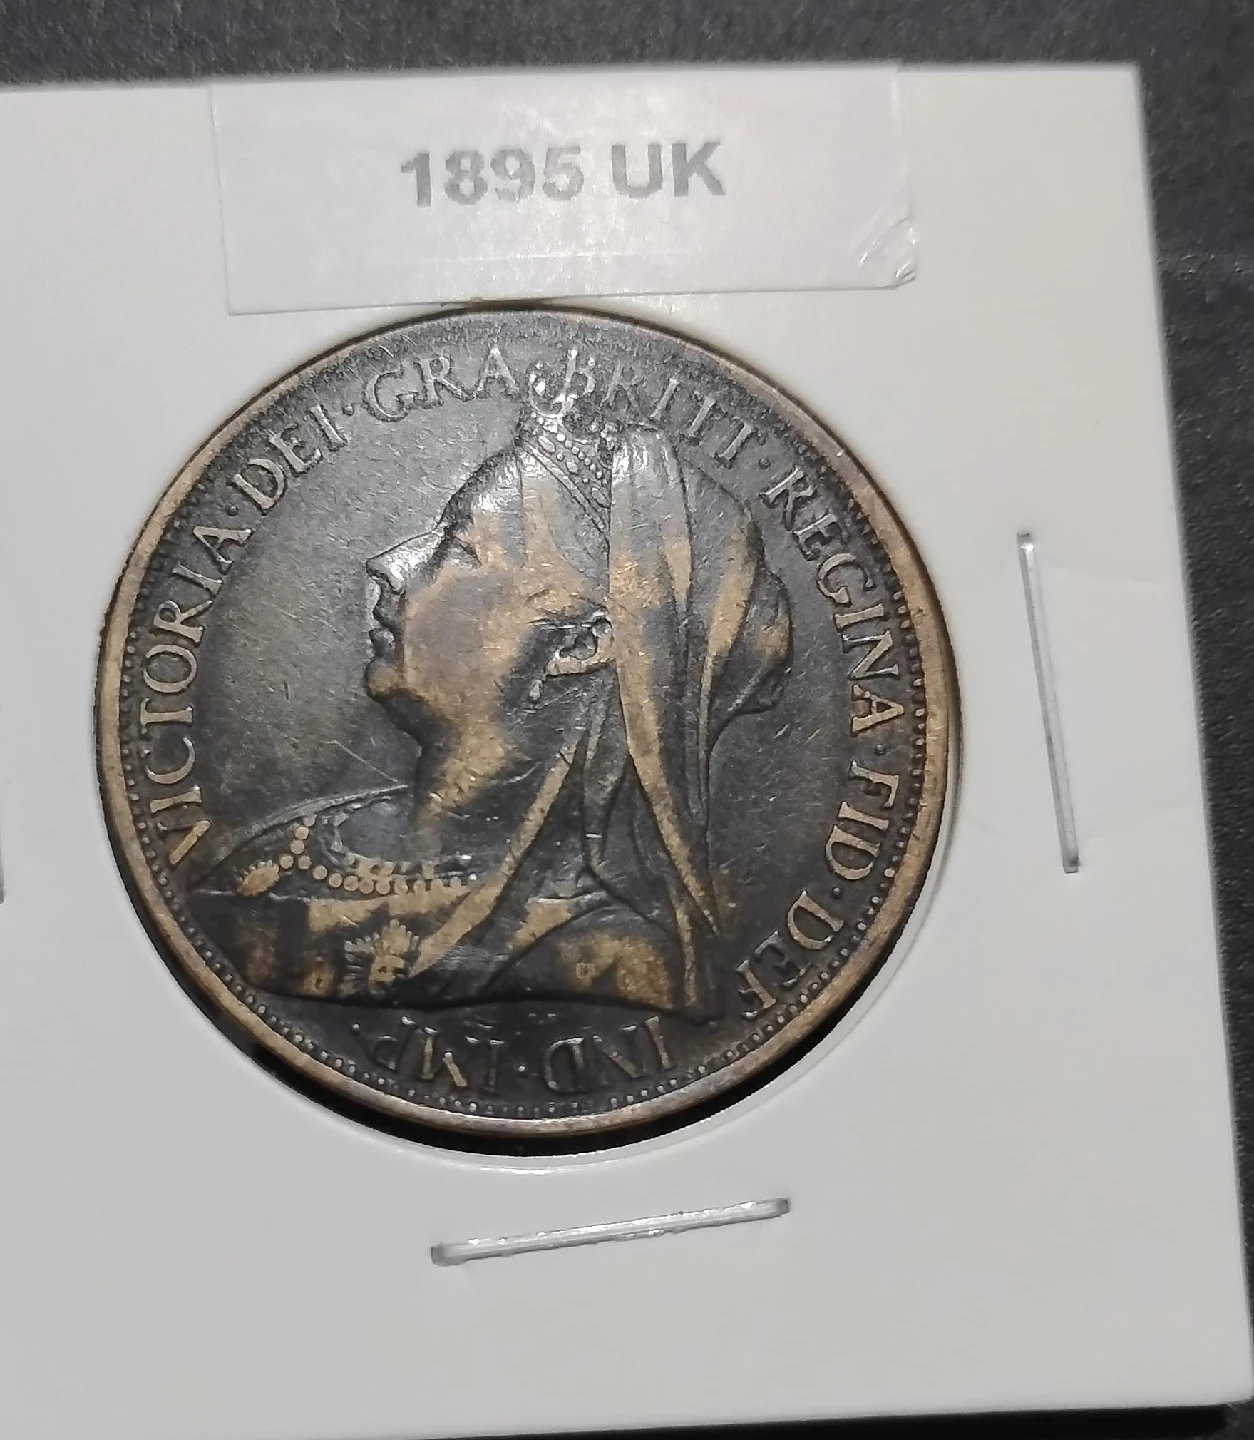 1895 UK
VICTORIA·DEI·GRA·BRITT·REGINA·FID·DEF·IND·IMP·